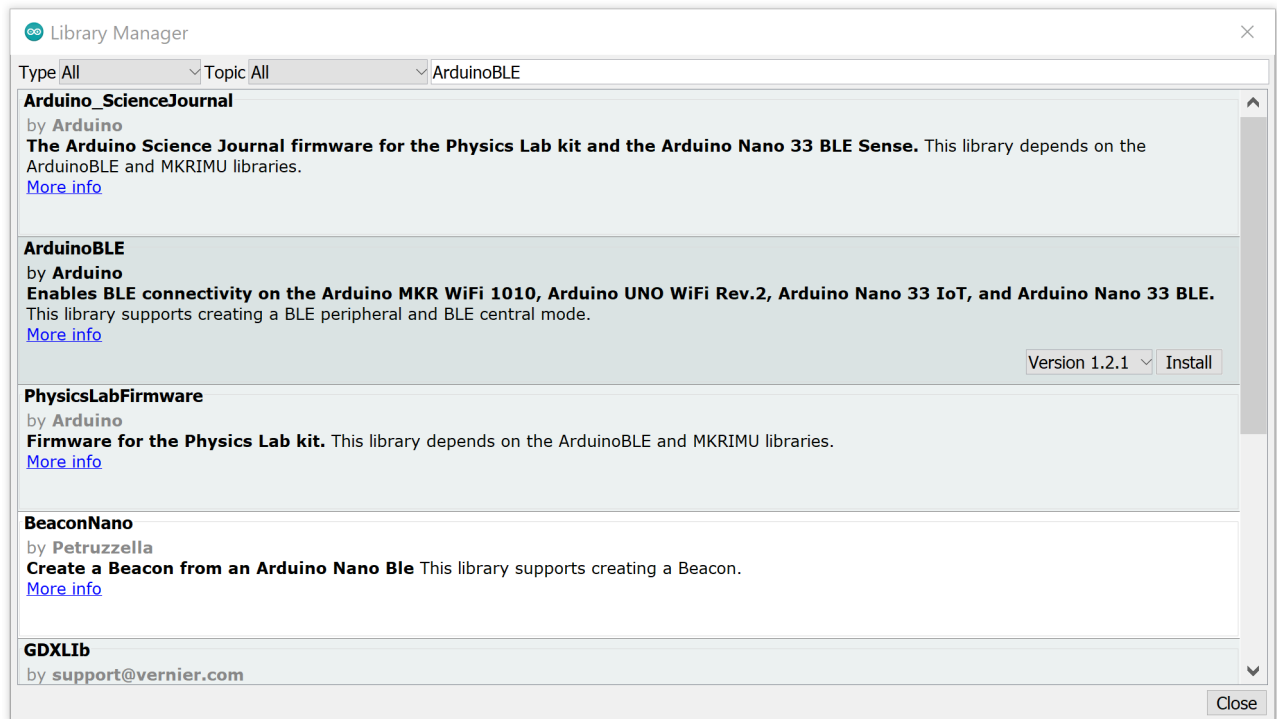 Library Manager
Type All Topic All ArduinoBLE
Arduino_ScienceJournal
by Arduino
The Arduino Science Journal firmware for the Physics Lab kit and the Arduino Nano 33 BLE Sense. This library depends on the
ArduinoBLE and MKRIMU libraries.
More info
ArduinoBLE
by Arduino
Enables BLE connectivity on the Arduino MKR WiFi 1010, Arduino UNO WiFi Rev.2, Arduino Nano 33 IoT, and Arduino Nano 33 BLE.
This library supports creating a BLE peripheral and BLE central mode.
More info
Version 1.2.1 Install
PhysicsLabFirmware
by Arduino
Firmware for the Physics Lab kit. This library depends on the ArduinoBLE and MKRIMU libraries.
More info
BeaconNano
by Petruzzella
Create a Beacon from an Arduino Nano Ble This library supports creating a Beacon.
More info
GDXLIb
by support@vernier.com
Close